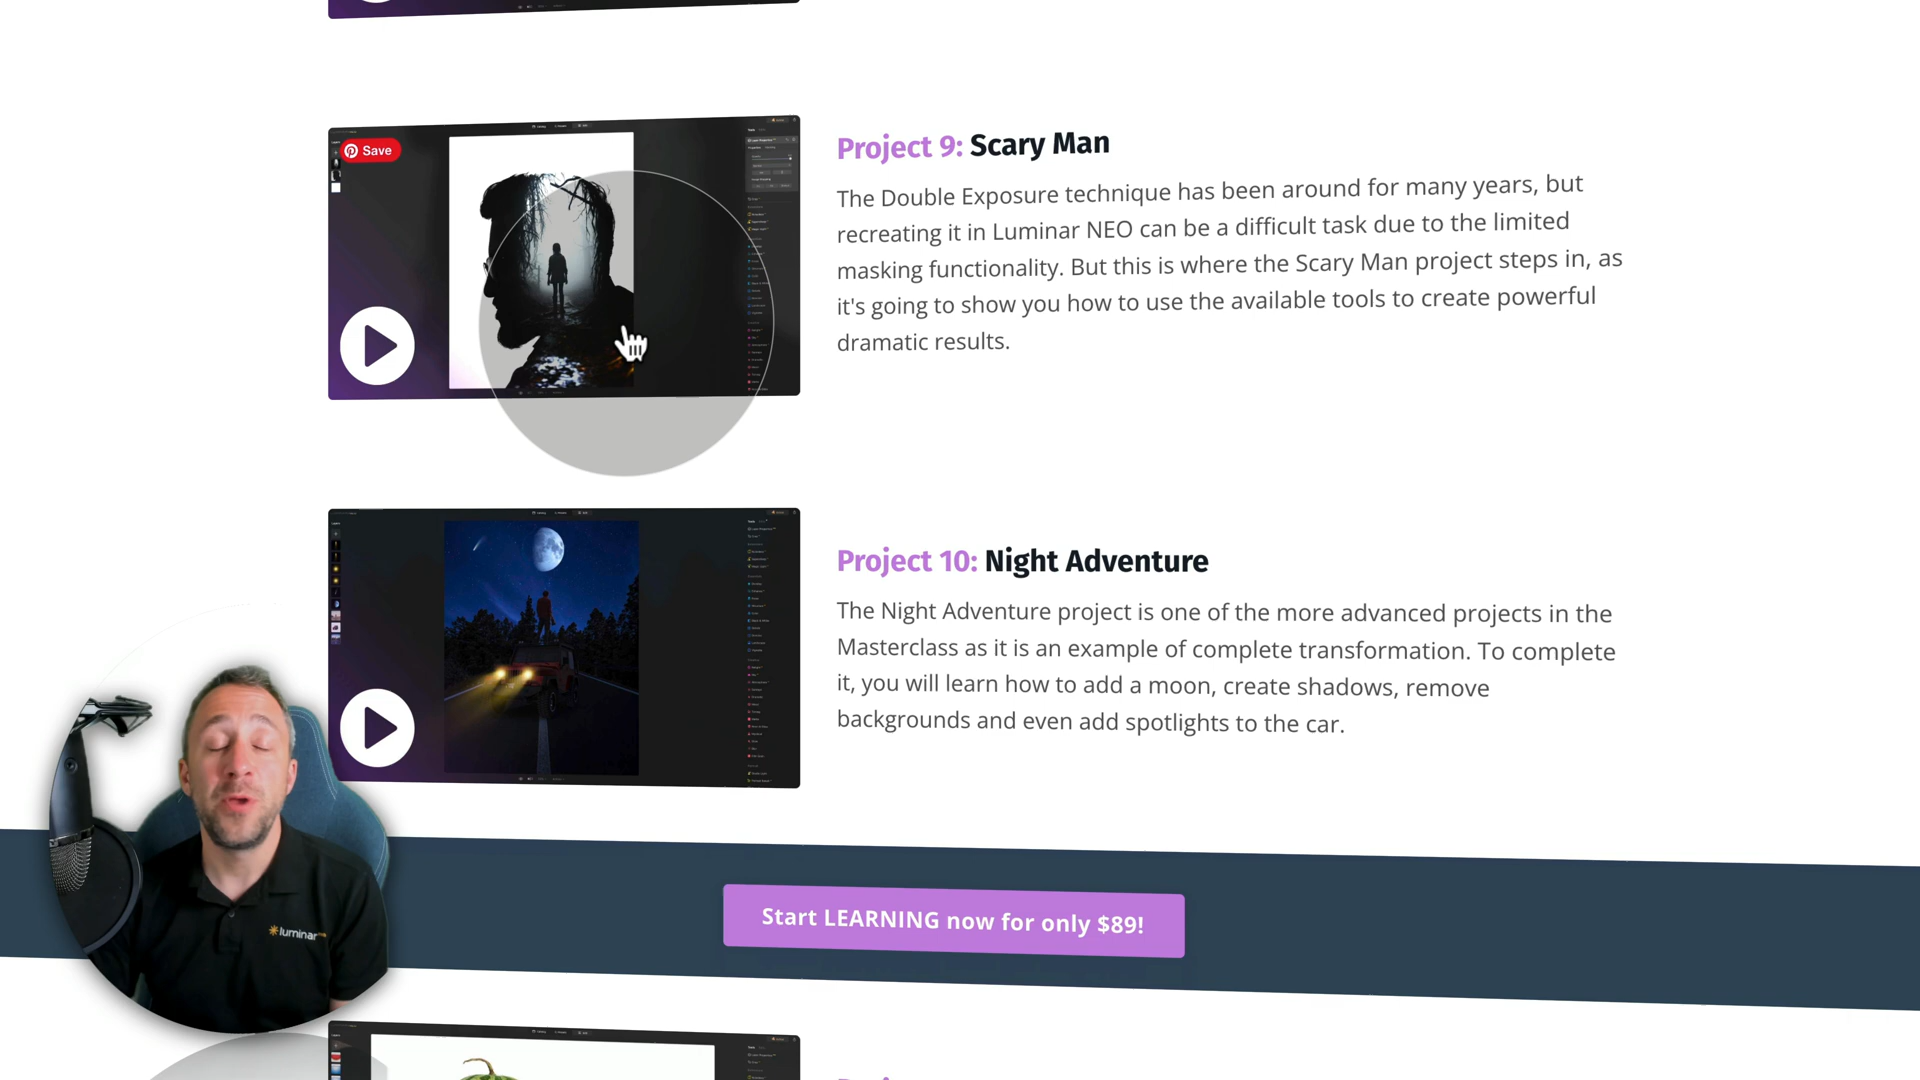 Save
Project 9: Scary Man
The Double Exposure technique has been around for many years, but
recreating it in Luminar NEO can be a difficult task due to the limited
masking functionality. But this is where the Scary Man project steps in, as
it's going to show you how to use the available tools to create powerful
dramatic results.
Project 10: Night Adventure
The Night Adventure project is one of the more advanced projects in the
Masterclass as it is an example of complete transformation. To complete
it, you will learn how to add a moon, create shadows, remove
backgrounds and even add spotlights to the car.
Start LEARNING now for only $89!
luminar